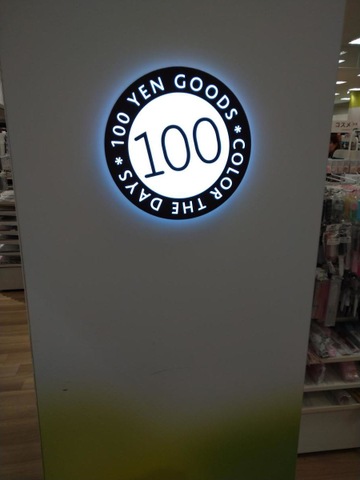 * 100 YEN GOODS * COLOR THE DAYS
100